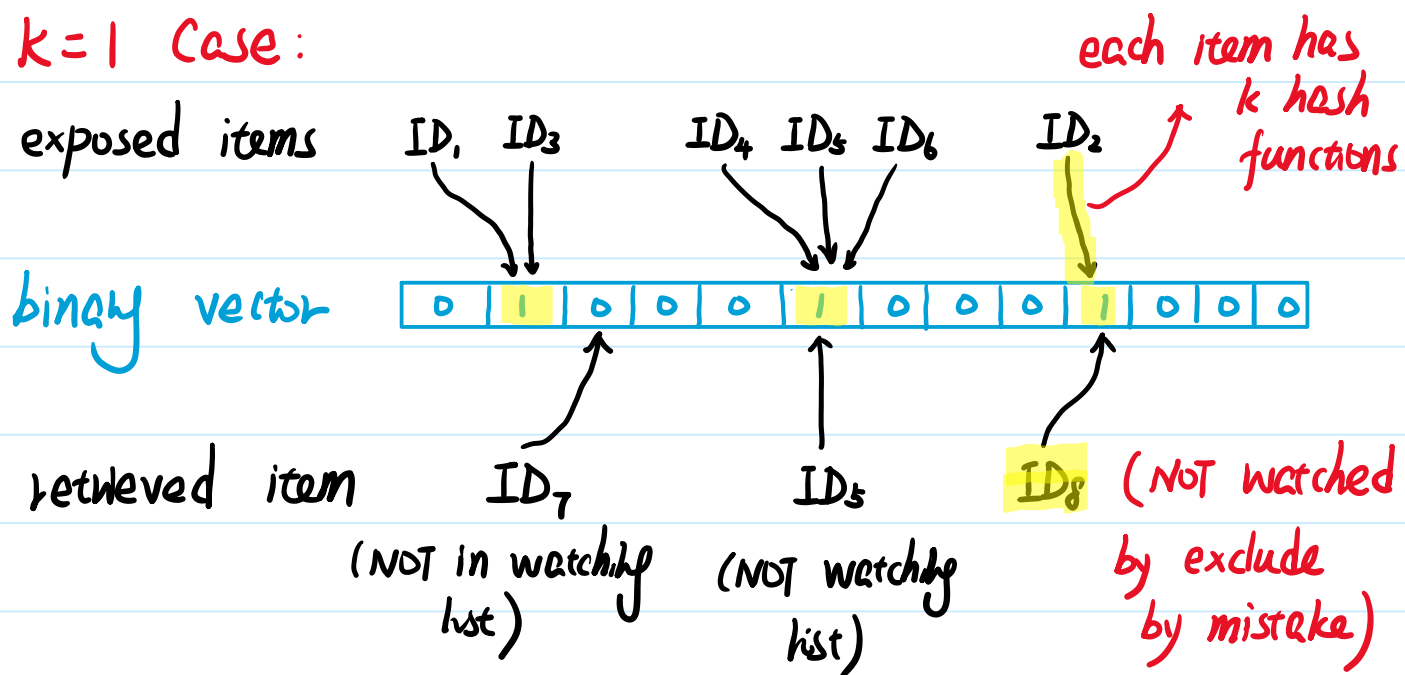 k=1 Case:
each item has
k hash
functions
exposed items ID₁ ID₃ ID₄ ID₅ ID₆ ID₂
binary vector 0 1 0 0 0 1 0 0 0 1 0 0 0
retrieved item ID₇ ID₅ ID₈ (NOT watched
by exclude
by mistake)
(NOT in watching
list)
(NOT watching
list)